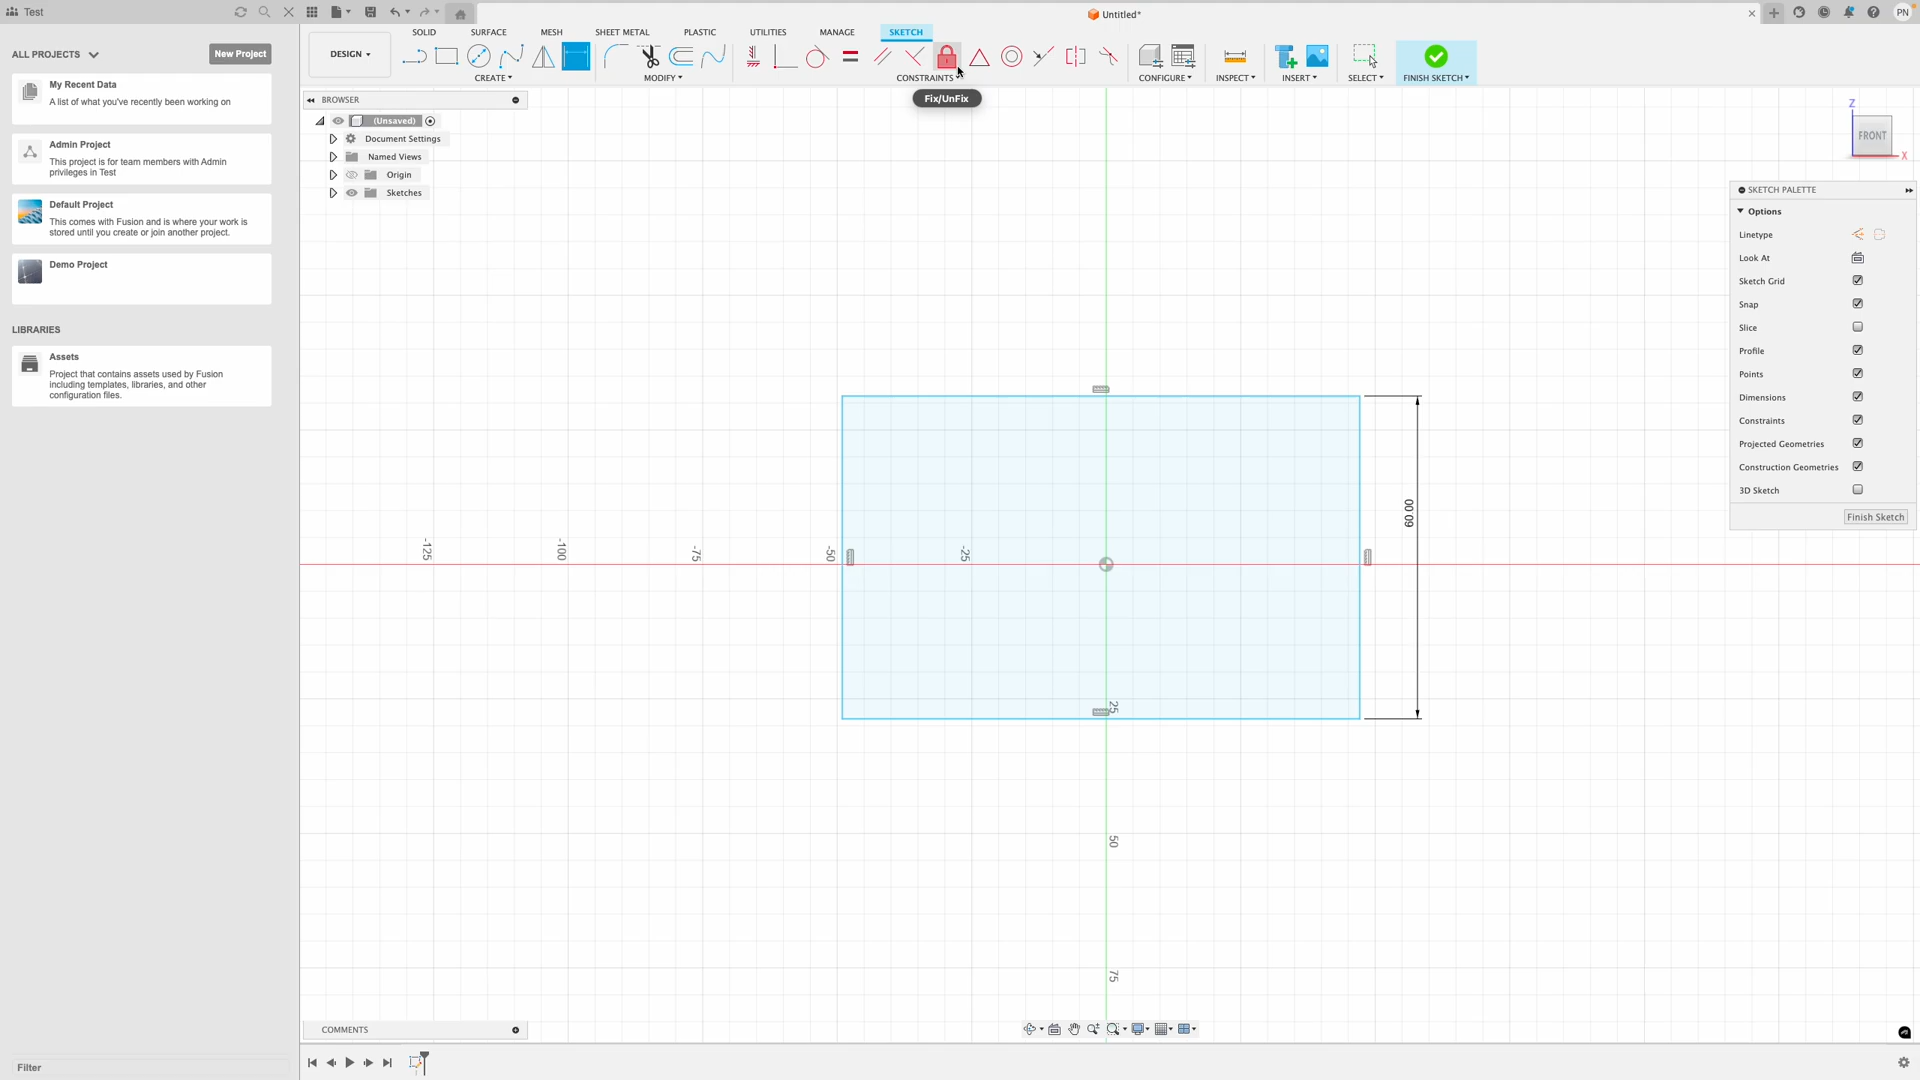 Test
Untitled*
PN
SOLID SURFACE MESH SHEET METAL PLASTIC UTILITIES MANAGE SKETCH
ALL PROJECTS
New Project
DESIGN
CREATE MODIFY CONSTRAINTS CONFIGURE INSPECT INSERT SELECT FINISH SKETCH
Fix/UnFix
My Recent Data
A list of what you've recently been working on
Admin Project
This project is for team members with Admin
privileges in Test
Default Project
This comes with Fusion and is where your work is
stored until you create or join another project.
Demo Project
LIBRARIES
Assets
Project that contains assets used by Fusion
including templates, libraries, and other
configuration files.
Filter
BROWSER
(Unsaved)
Document Settings
Named Views
Origin
Sketches
Z
FRONT
X
SKETCH PALETTE
Options
Linetype
Look At
Sketch Grid
Snap
Slice
Profile
Points
Dimensions
Constraints
Projected Geometries
Construction Geometries
3D Sketch
Finish Sketch
60.00
-125
-100
-75
-50
-25
25
50
75
COMMENTS